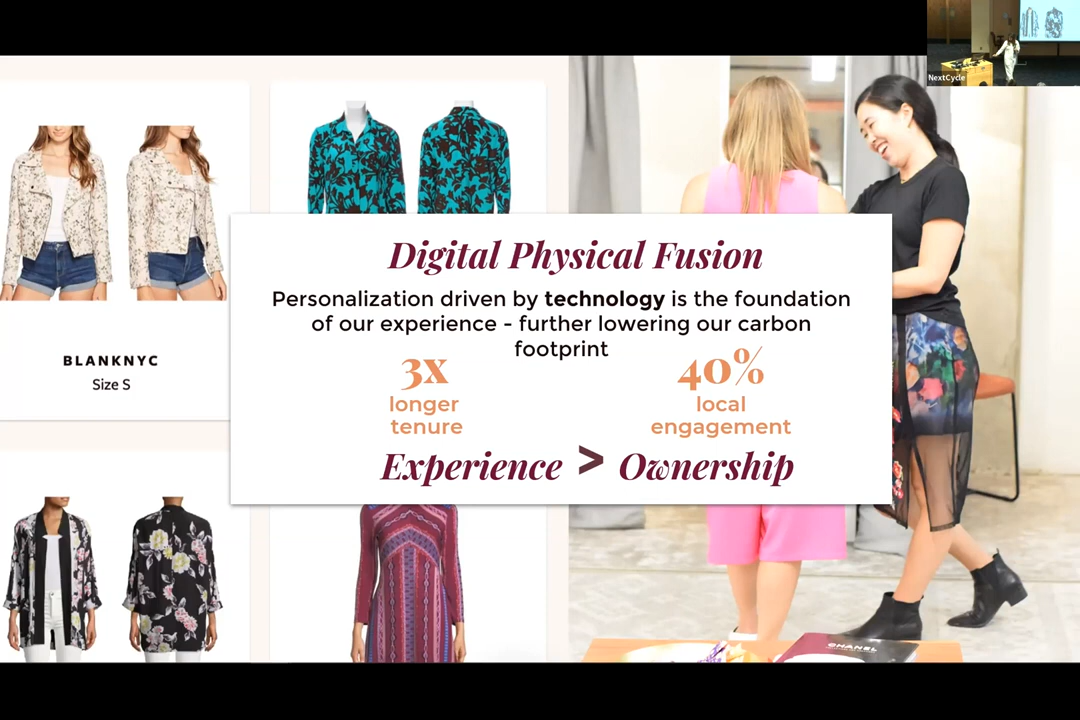 NextCycle
BLANKNYC
Size S
Digital Physical Fusion
Personalization driven by technology is the foundation
of our experience - further lowering our carbon
footprint
3x
longer
tenure
40%
local
engagement
Experience > Ownership
CHANEL